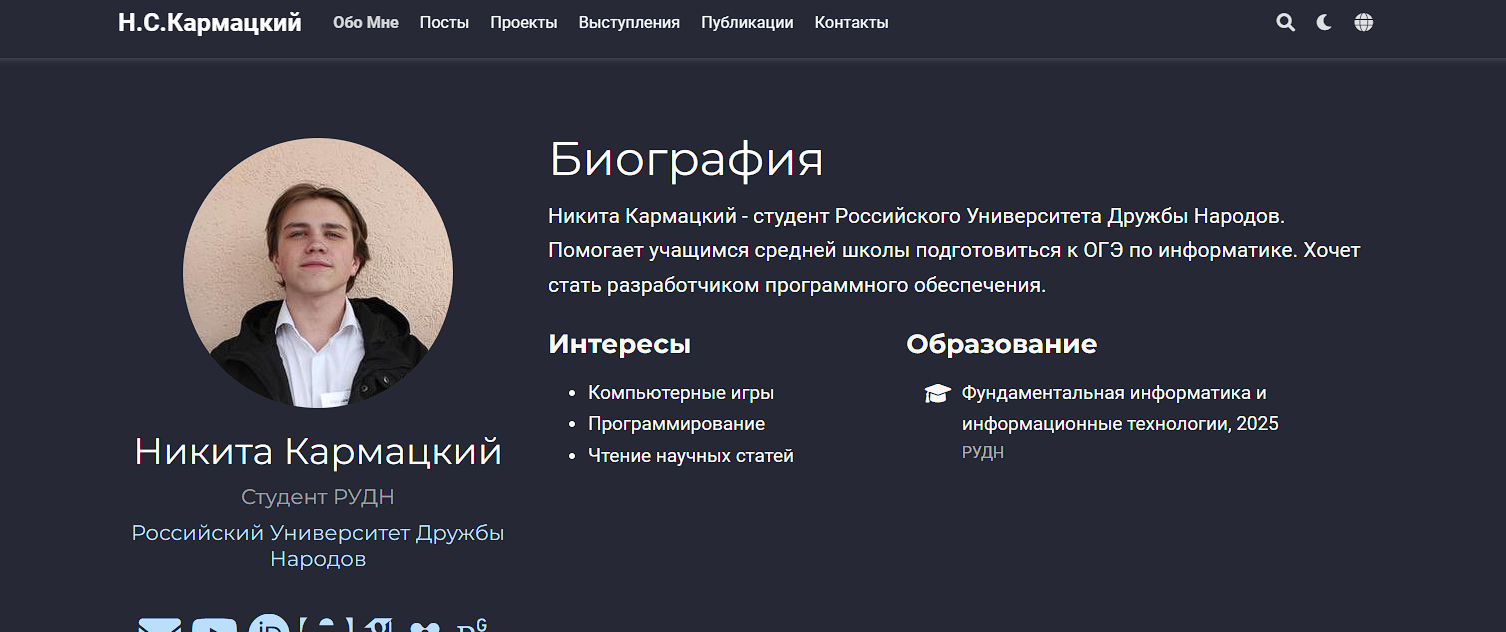 Н.С.Кармацкий
Обо Мне
Посты
Проекты
Выступления
Публикации
Контакты
Никита Кармацкий
Студент РУДН
Российский Университет Дружбы
Народов
Биография
Никита Кармацкий - студент Российского Университета Дружбы Народов.
Помогает учащимся средней школы подготовиться к ОГЭ по информатике. Хочет
стать разработчиком программного обеспечения.
Интересы
Компьютерные игры
Программирование
Чтение научных статей
Образование
Фундаментальная информатика и
информационные технологии, 2025
РУДН